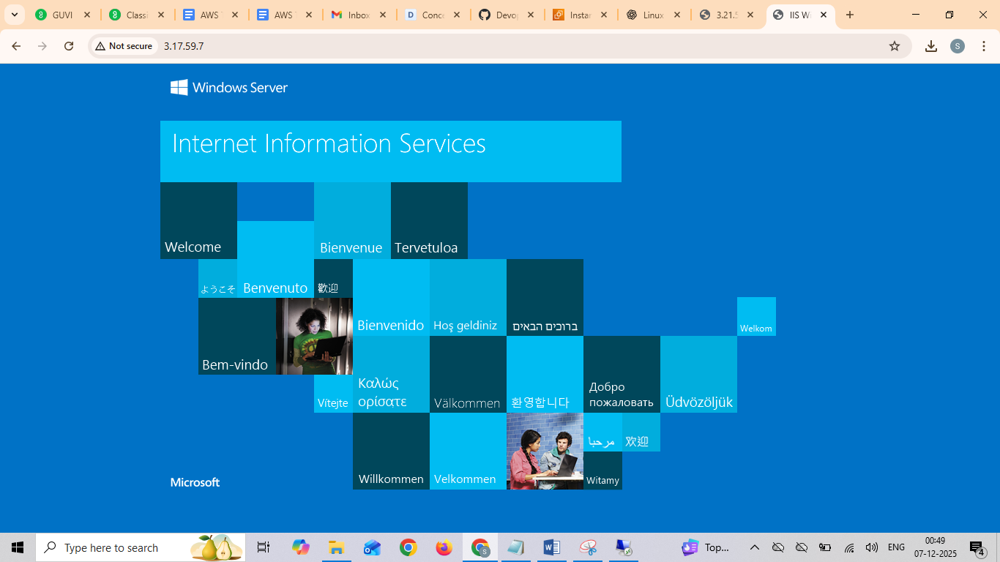 GUVI
Classi
AWS
AWS
Inbox
Conce
Devop
Instan
Linux
3.21.5
IIS Wi
Not secure
3.17.59.7
S
Windows Server
Internet Information Services
Welcome
Bienvenue
Tervetuloa
ようこそ
Benvenuto
歡迎
Bienvenido
Hoş geldiniz
ברוכים הבאים
Welkom
Bem-vindo
Vítejte
Καλώς
ορίσατε
Välkommen
환영합니다
Добро
пожаловать
Üdvözöljük
Willkommen
Velkommen
مرحبا
欢迎
Witamy
Microsoft
Type here to search
Top...
ENG
00:49
07-12-2025
4